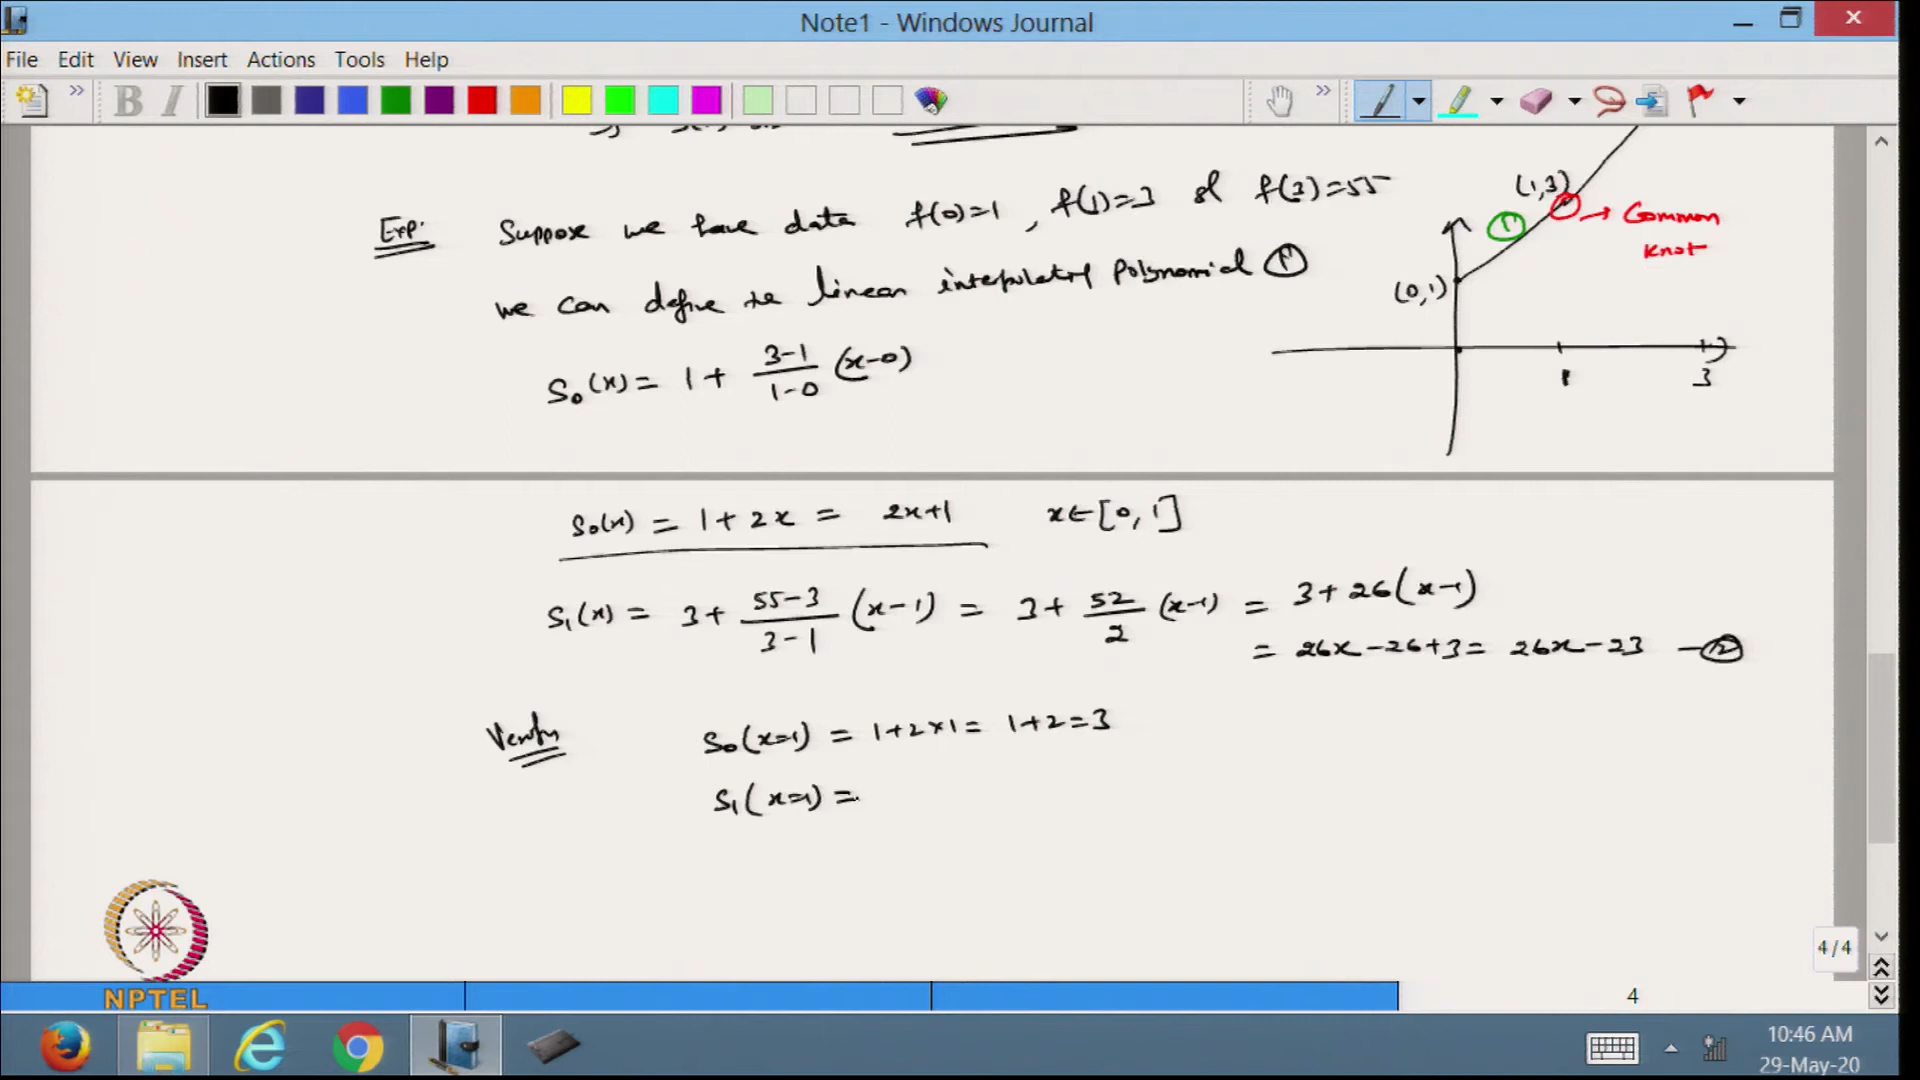 Note1 - Windows Journal
File Edit View Insert Actions Tools Help
B I
Exp: Suppose we have data f(0)=1, f(1)=3 & f(3)=55
we can define the linear interpolating polynomial ①
S₀(x) = 1 + (3-1)/(1-0) (x-0)
(1,3)
①
Common
Knot
(0,1)
1 3
S₀(x) = 1+2x = 2x+1 x∈[0,1]
S₁(x) = 3 + (55-3)/(3-1) (x-1) = 3 + 52/2 (x-1) = 3+26(x-1)
= 26x-26+3 = 26x-23 —②
Verify S₀(x=1) = 1+2×1 = 1+2=3
S₁(x=1) =
4/4
NPTEL
4
10:46 AM
29-May-20